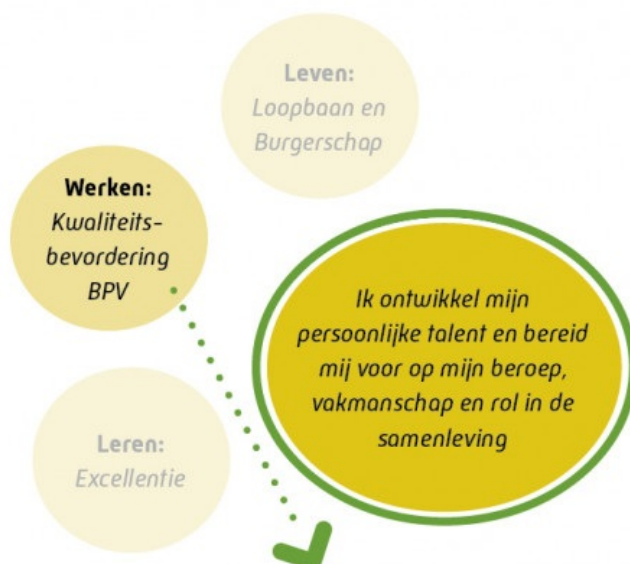 Leven:
Loopbaan en
Burgerschap
Werken:
Kwaliteits-
bevordering
BPV
Ik ontwikkel mijn
persoonlijke talent en bereid
mij voor op mijn beroep,
vakmanschap en rol in de
samenleving
Leren:
Excellentie